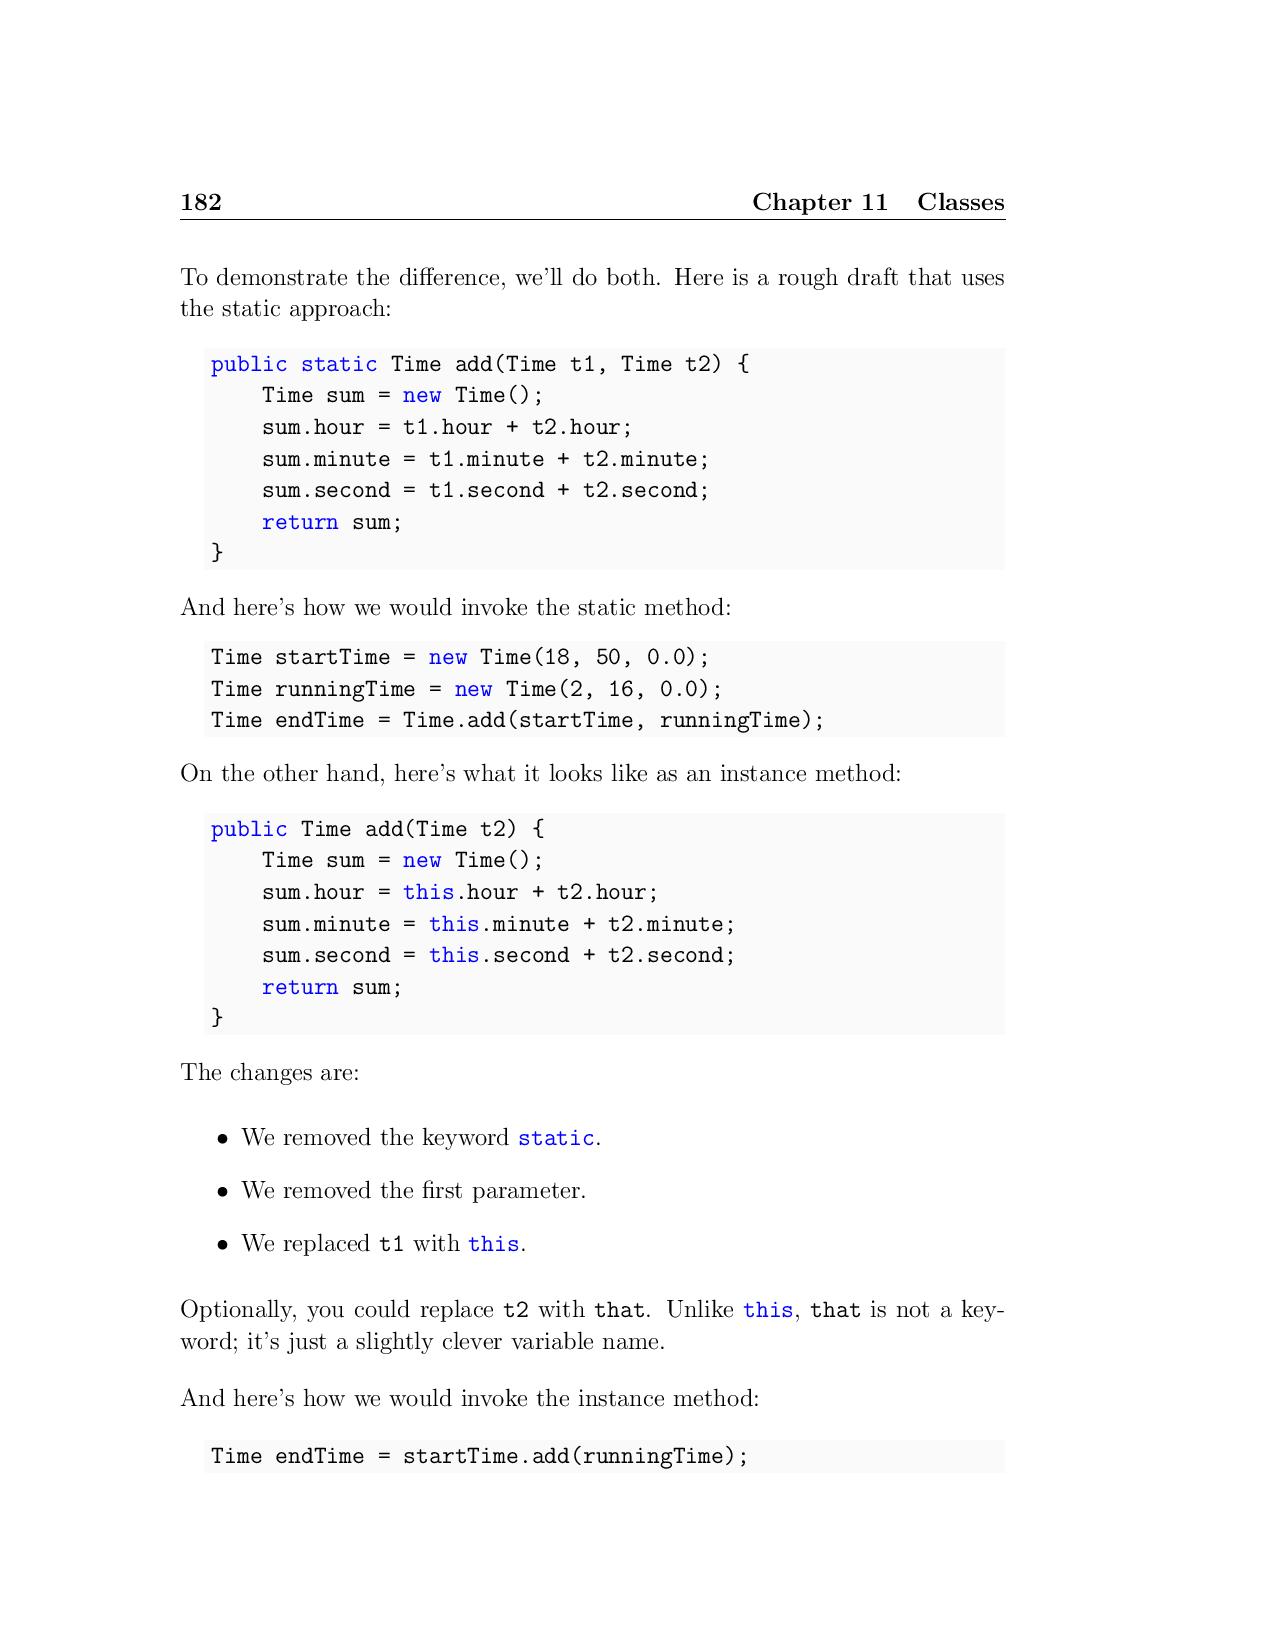 182 Chapter 11 Classes
To demonstrate the difference, we'll do both. Here is a rough draft that uses
the static approach:
public static Time add(Time t1, Time t2) {
    Time sum = new Time();
    sum.hour = t1.hour + t2.hour;
    sum.minute = t1.minute + t2.minute;
    sum.second = t1.second + t2.second;
    return sum;
}
And here's how we would invoke the static method:
Time startTime = new Time(18, 50, 0.0);
Time runningTime = new Time(2, 16, 0.0);
Time endTime = Time.add(startTime, runningTime);
On the other hand, here's what it looks like as an instance method:
public Time add(Time t2) {
    Time sum = new Time();
    sum.hour = this.hour + t2.hour;
    sum.minute = this.minute + t2.minute;
    sum.second = this.second + t2.second;
    return sum;
}
The changes are:
• We removed the keyword static.
• We removed the first parameter.
• We replaced t1 with this.
Optionally, you could replace t2 with that. Unlike this, that is not a key-
word; it's just a slightly clever variable name.
And here's how we would invoke the instance method:
Time endTime = startTime.add(runningTime);